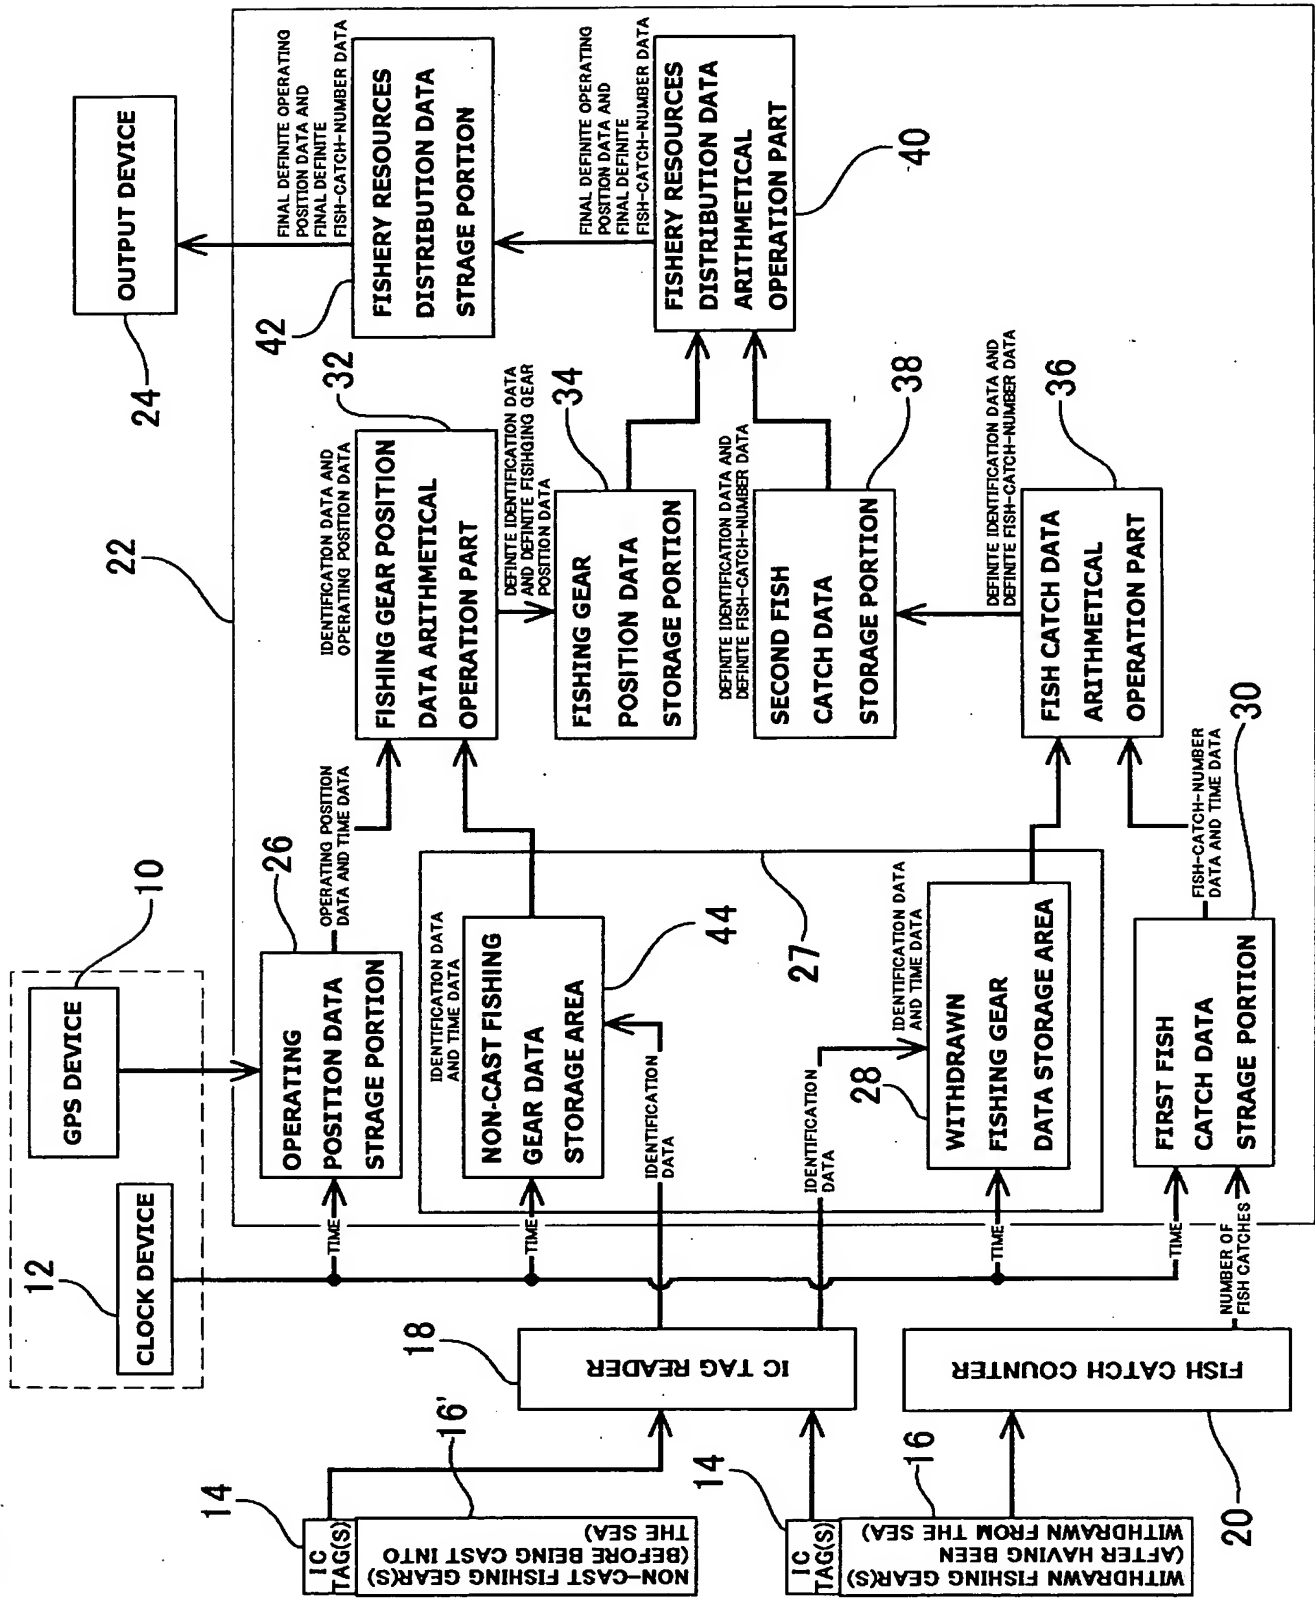 12
CLOCK DEVICE
10
GPS DEVICE
24
OUTPUT DEVICE
22
14
IC
TAG(S)
16'
NON-CAST FISHING GEAR(S)
(BEFORE BEING CAST INTO
THE SEA)
14
IC
TAG(S)
16
WITHDRAWN FISHING GEAR(S)
(AFTER HAVING BEEN
WITHDRAWN FROM THE SEA)
18
IC TAG READER
20
FISH CATCH COUNTER
TIME
TIME
TIME
TIME
NUMBER OF
FISH CATCHES
IDENTIFICATION
DATA
IDENTIFICATION
DATA
26
OPERATING
POSITION DATA
STRAGE PORTION
OPERATING POSITION
DATA AND TIME DATA
IDENTIFICATION DATA
AND TIME DATA
NON-CAST FISHING
GEAR DATA
STORAGE AREA
44
27
28
WITHDRAWN
FISHING GEAR
DATA STORAGE AREA
IDENTIFICATION DATA
AND TIME DATA
FIRST FISH
CATCH DATA
STRAGE PORTION
30
FISH-CATCH-NUMBER
DATA AND TIME DATA
IDENTIFICATION DATA AND
OPERATING POSITION DATA
32
FISHING GEAR POSITION
DATA ARITHMETICAL
OPERATION PART
DEFINITE IDENTIFICATION DATA
AND DEFINITE FISIHGING GEAR
POSITION DATA
34
FISHING GEAR
POSITION DATA
STORAGE PORTION
DEFINITE IDENTIFICATION DATA AND
DEFINITE FISH-CATCH-NUMBER DATA
38
SECOND FISH
CATCH DATA
STORAGE PORTION
DEFINITE IDENTIFICATION DATA AND
DEFINITE FISH-CATCH-NUMBER DATA
36
FISH CATCH DATA
ARITHMETICAL
OPERATION PART
FINAL DEFINITE OPERATING
POSITION DATA AND
FINAL DEFINITE
FISH-CATCH-NUMBER DATA
42
FISHERY RESOURCES
DISTRIBUTION DATA
STRAGE PORTION
FINAL DEFINITE OPERATING
POSITION DATA AND
FINAL DEFINITE
FISH-CATCH-NUMBER DATA
40
FISHERY RESOURCES
DISTRIBUTION DATA
ARITHMETICAL
OPERATION PART